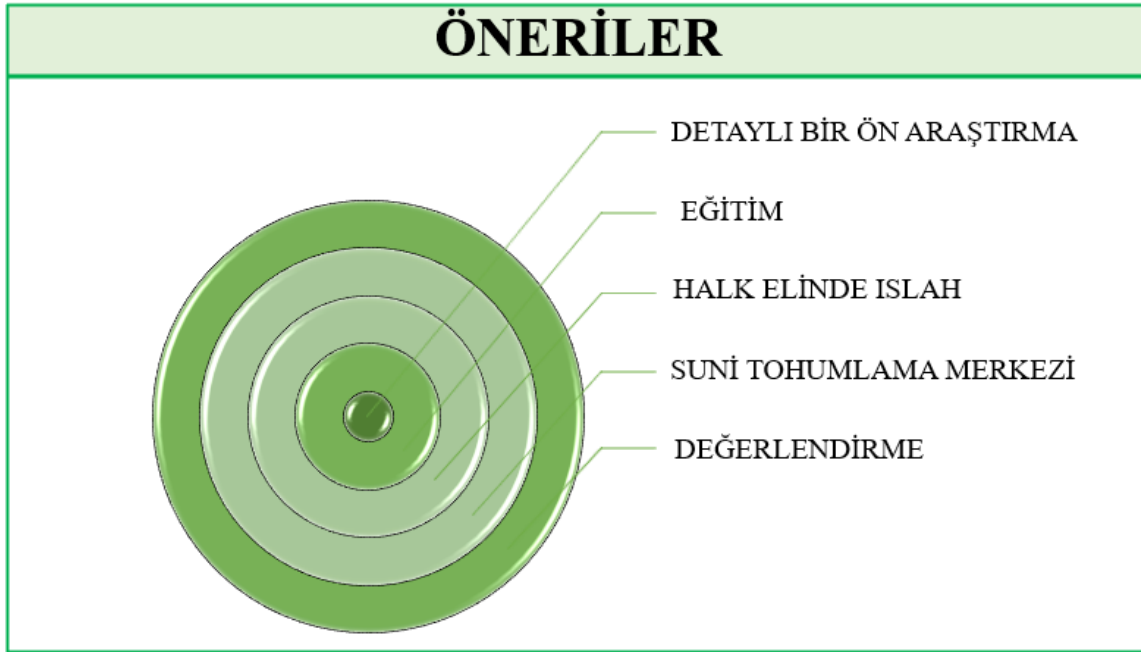 ÖNERİLER
DETAYLI BİR ÖN ARAŞTIRMA
EĞİTİM
HALK ELİNDE ISLAH
SUNİ TOHUMLAMA MERKEZİ
DEĞERLENDİRME